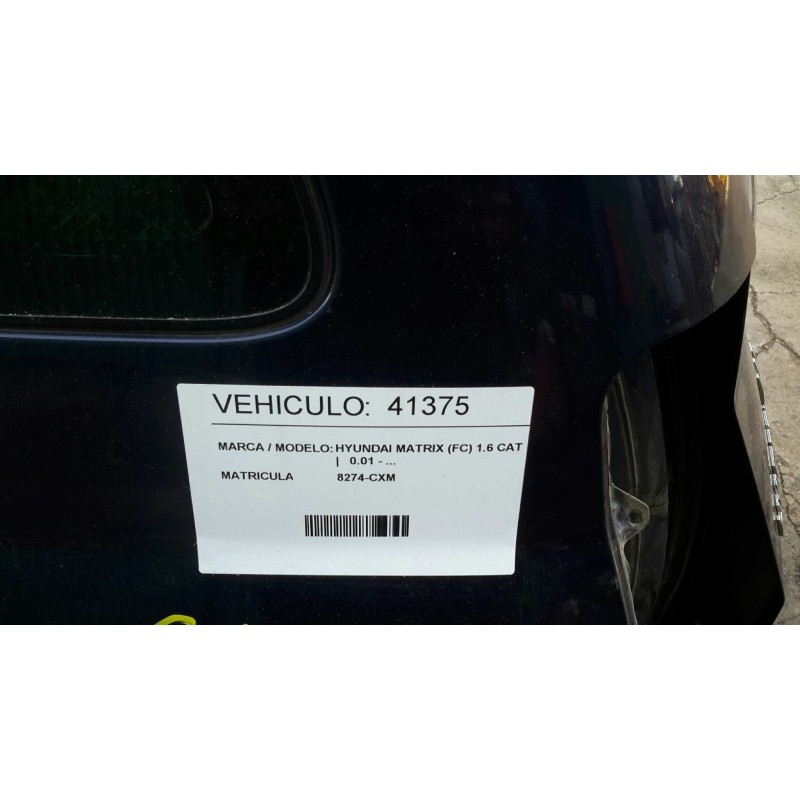 VEHICULO: 41375
MARCA / MODELO: HYUNDAI MATRIX (FC) 1.6 CAT
| 0.01 - ...
MATRICULA 8274-CXM